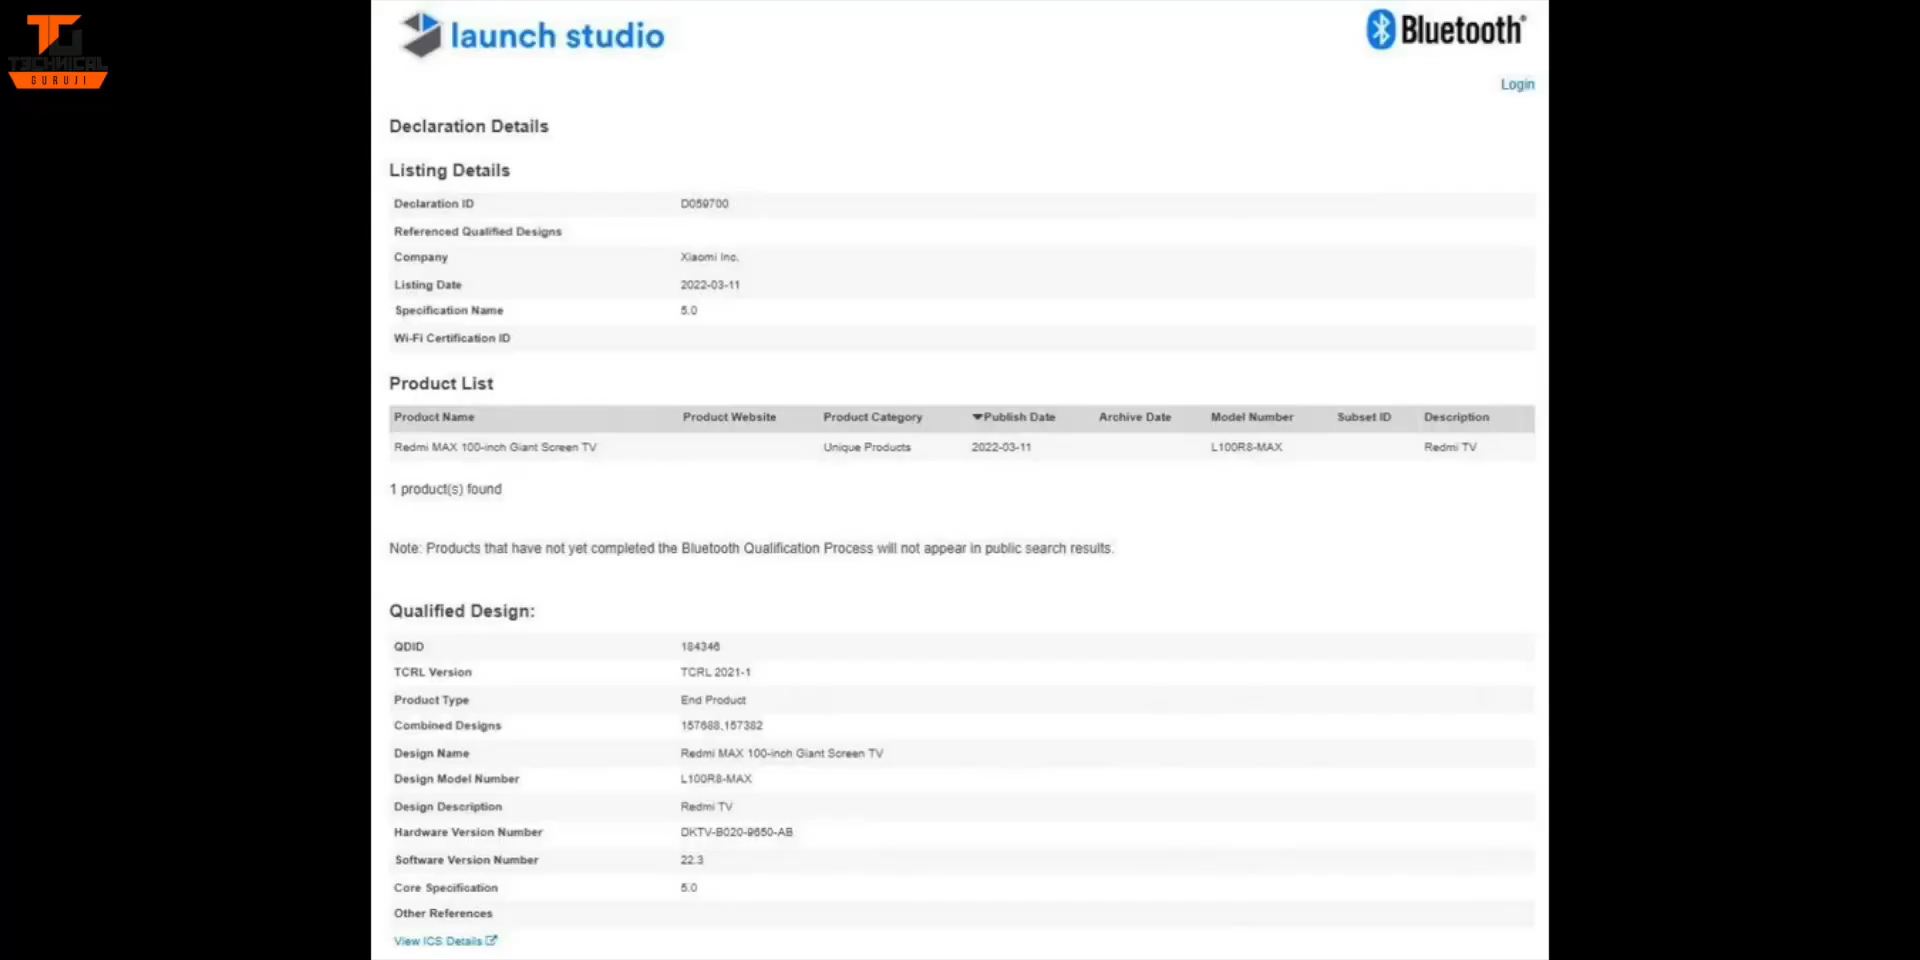 TG
TECHNICAL
GURUJI
launch studio
Bluetooth®
Login
Declaration Details
Listing Details
Declaration ID D059700
Referenced Qualified Designs
Company Xiaomi Inc.
Listing Date 2022-03-11
Specification Name 5.0
Wi-Fi Certification ID
Product List
Product Name Product Website Product Category Publish Date Archive Date Model Number Subset ID Description
Redmi MAX 100-inch Giant Screen TV Unique Products 2022-03-11 L100R8-MAX Redmi TV
1 product(s) found
Note: Products that have not yet completed the Bluetooth Qualification Process will not appear in public search results.
Qualified Design:
QDID 184346
TCRL Version TCRL 2021-1
Product Type End Product
Combined Designs 157688,157382
Design Name Redmi MAX 100-inch Giant Screen TV
Design Model Number L100R8-MAX
Design Description Redmi TV
Hardware Version Number DKTV-B020-9650-AB
Software Version Number 22.3
Core Specification 5.0
Other References
View ICS Details